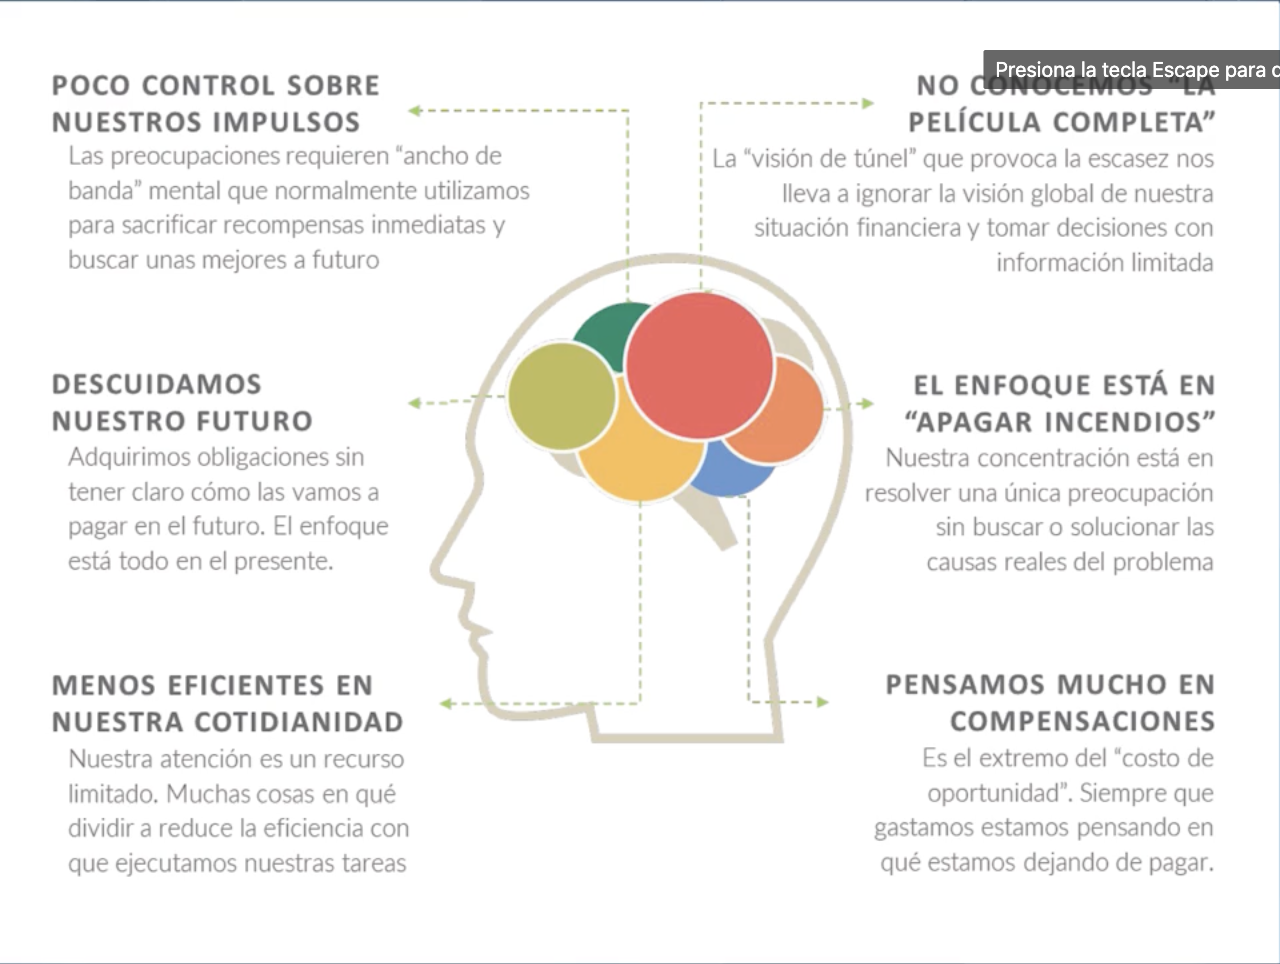 Presiona la tecla Escape para
POCO CONTROL SOBRE
NUESTROS IMPULSOS
Las preocupaciones requieren “ancho de
banda” mental que normalmente utilizamos
para sacrificar recompensas inmediatas y
buscar unas mejores a futuro
NO CONOCEMOS “LA
PELÍCULA COMPLETA”
La “visión de túnel” que provoca la escasez nos
lleva a ignorar la visión global de nuestra
situación financiera y tomar decisiones con
información limitada
DESCUIDAMOS
NUESTRO FUTURO
Adquirimos obligaciones sin
tener claro cómo las vamos a
pagar en el futuro. El enfoque
está todo en el presente.
EL ENFOQUE ESTÁ EN
“APAGAR INCENDIOS”
Nuestra concentración está en
resolver una única preocupación
sin buscar o solucionar las
causas reales del problema
MENOS EFICIENTES EN
NUESTRA COTIDIANIDAD
Nuestra atención es un recurso
limitado. Muchas cosas en qué
dividir a reduce la eficiencia con
que ejecutamos nuestras tareas
PENSAMOS MUCHO EN
COMPENSACIONES
Es el extremo del “costo de
oportunidad”. Siempre que
gastamos estamos pensando en
qué estamos dejando de pagar.